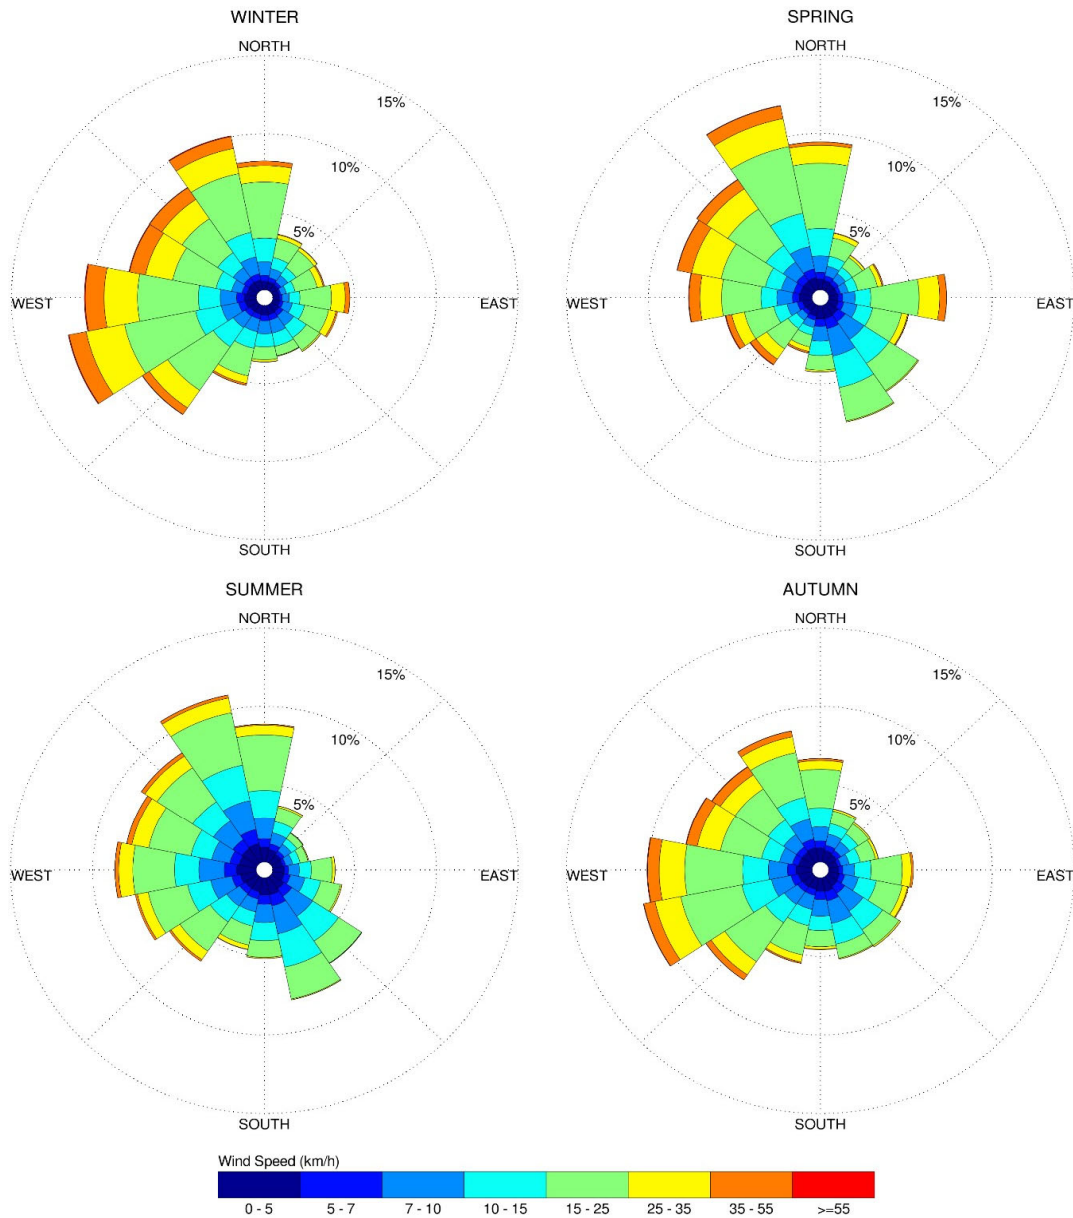 WINTER
NORTH
15%
10%
5%
WEST
EAST
SOUTH
SPRING
NORTH
15%
10%
5%
WEST
EAST
SOUTH
SUMMER
NORTH
15%
10%
5%
WEST
EAST
SOUTH
AUTUMN
NORTH
15%
10%
5%
WEST
EAST
SOUTH
Wind Speed (km/h)
0 - 5 5 - 7 7 - 10 10 - 15 15 - 25 25 - 35 35 - 55 >=55